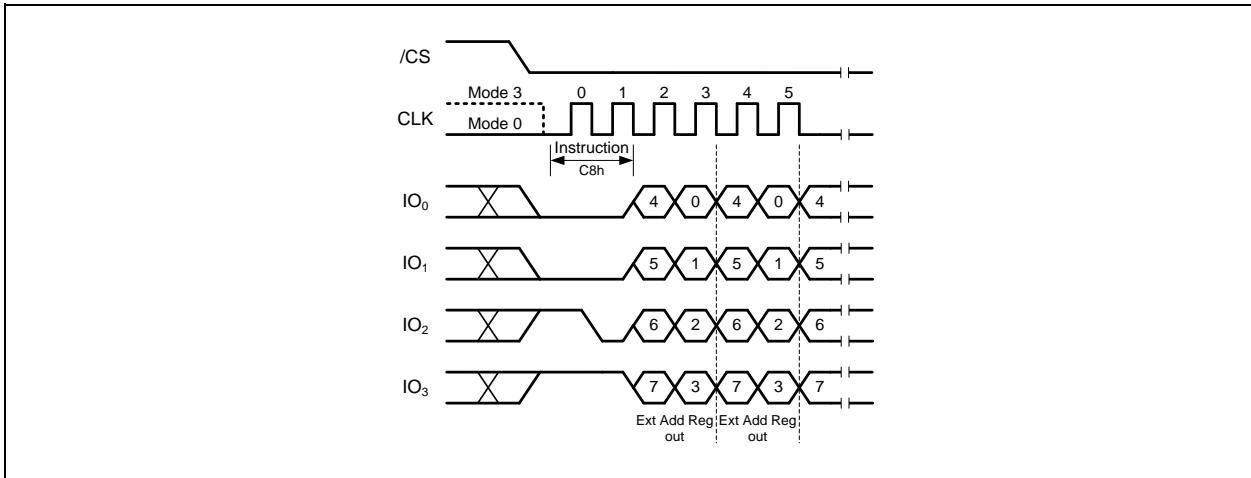 /CS
Mode 3 0 1 2 3 4 5
CLK
Mode 0
Instruction
C8h
IO0 4 0 4 0 4
IO1 5 1 5 1 5
IO2 6 2 6 2 6
IO3 7 3 7 3 7
Ext Add Reg Ext Add Reg
out out